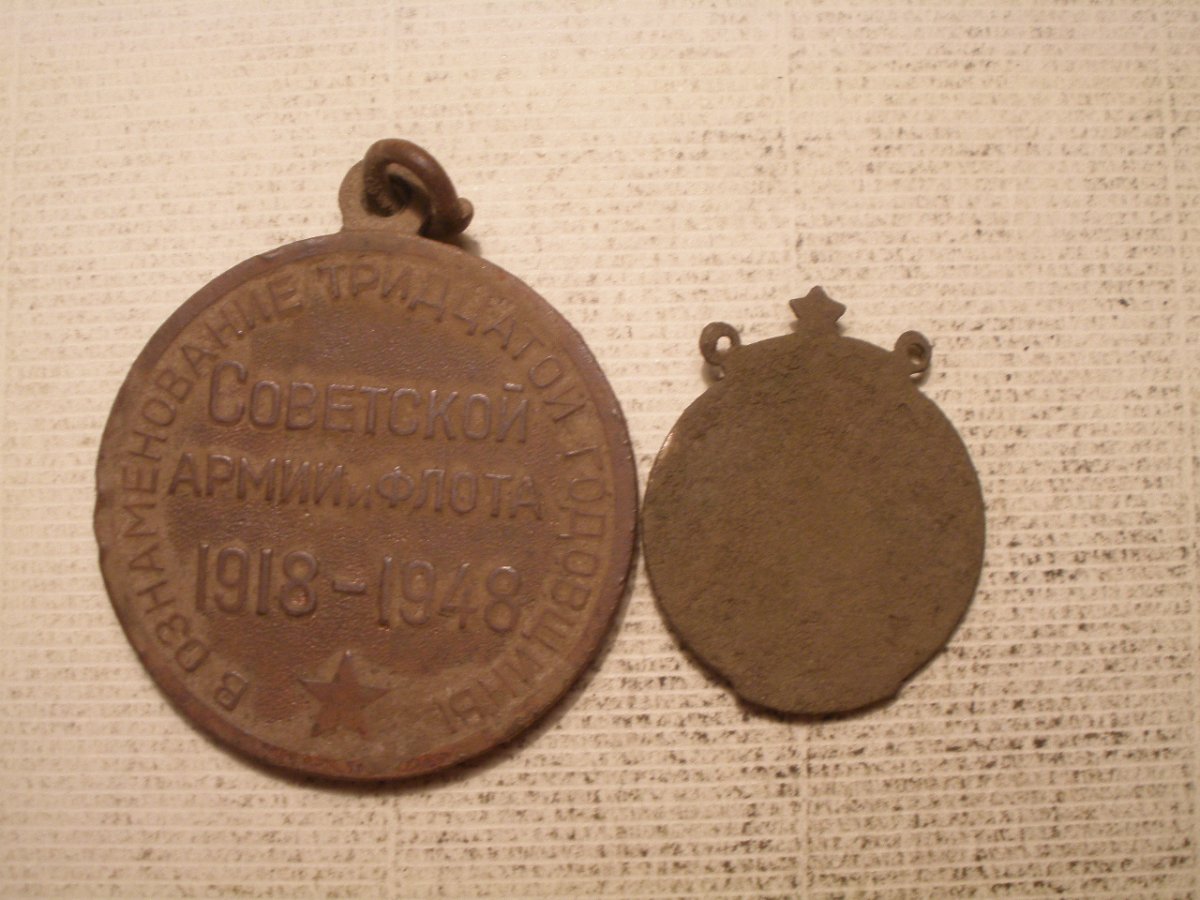 В ОЗНАМЕНОВАНИЕ ТРИДЦАТОЙ ГОДОВЩИНЫ
СОВЕТСКОЙ
АРМИИ и ФЛОТА
1918-1948